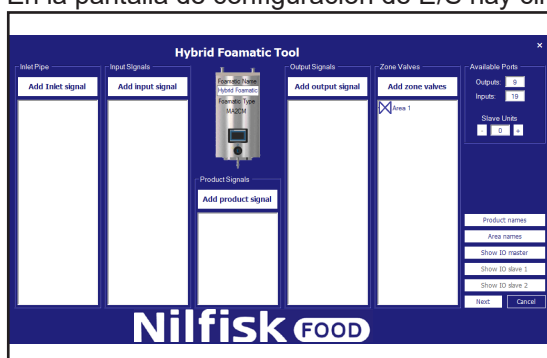 En la pantalla de configuración de E/S hay
Hybrid Foamatic Tool
x
Inlet Pipe
Add Inlet signal
Input SIgnals
Add input signal
Foamatic Name
Hybrid Foamatic
Foamatic Type
MA2CM
Product Signals
Add product signal
Output Signals
Add output signal
Zone Valves
Add zone valves
Area 1
Available Ports
Outputs: 9
Inputs: 19
Slave Units
- 0 +
Product names
Area names
Show IO master
Show IO slave 1
Show IO slave 2
Next Cancel
Nilfisk FOOD